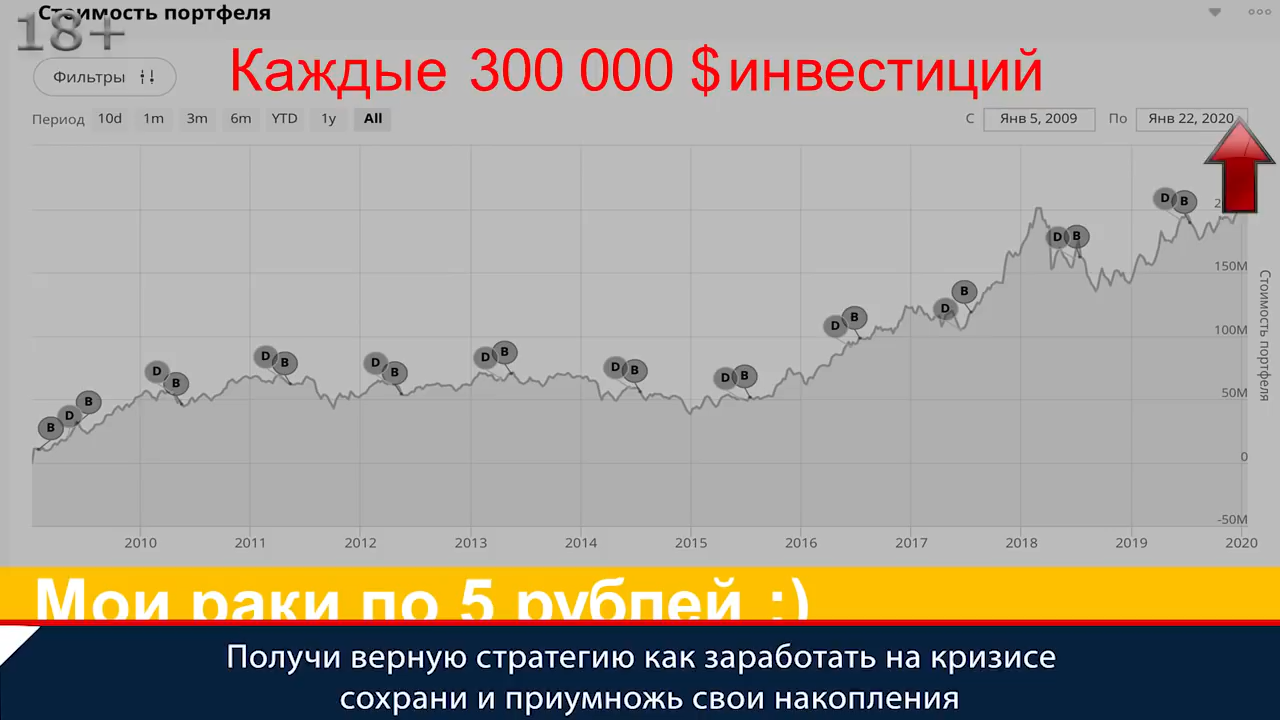 Стоимость портфеля
18+
Каждые 300 000 $инвестиций
Фильтры
Период 10d 1m 3m 6m YTD 1y All
С Янв 5, 2009 По Янв 22, 2020
D B
D B
D B
B
D
D B
D B
D B
D B
D B
D B
B D B
150M
100M
50M
0
-50M
Стоимость портфеля
2010 2011 2012 2013 2014 2015 2016 2017 2018 2019 2020
Мои раки по 5 рублей :)
Получи верную стратегию как заработать на кризисе
сохрани и приумножь свои накопления